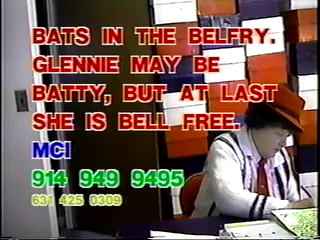 BATS IN THE BELFRY.
GLENNIE MAY BE
BATTY, BUT AT LAST
SHE IS BELL FREE.
MCI
914 949 9495
631 425 0309